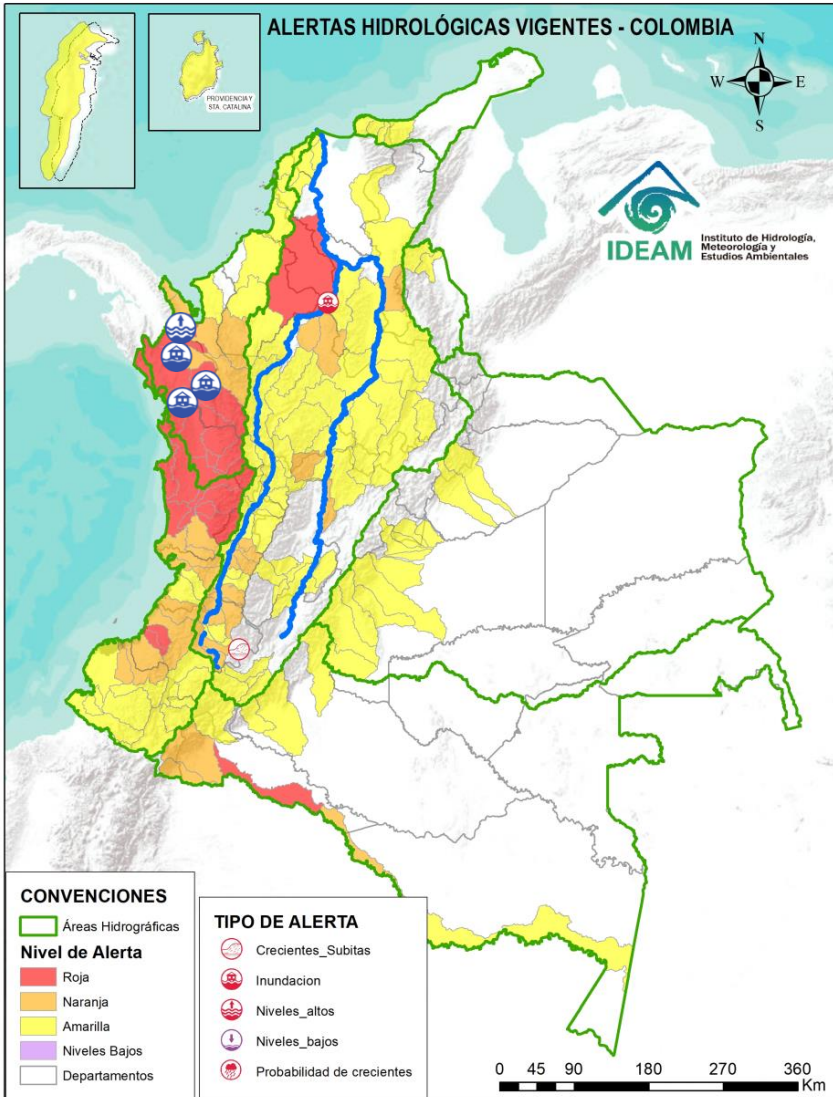 ALERTAS HIDROLÓGICAS VIGENTES - COLOMBIA
PROVIDENCIA Y
STA. CATALINA
N
W
E
S
IDEAM
Instituto de Hidrología,
Meteorología y
Estudios Ambientales
CONVENCIONES
Áreas Hidrográficas
Nivel de Alerta
Roja
Naranja
Amarilla
Niveles Bajos
Departamentos
TIPO DE ALERTA
Crecientes_Subitas
Inundacion
Niveles_altos
Niveles_bajos
Probabilidad de crecientes
0 45 90 180 270 360
Km